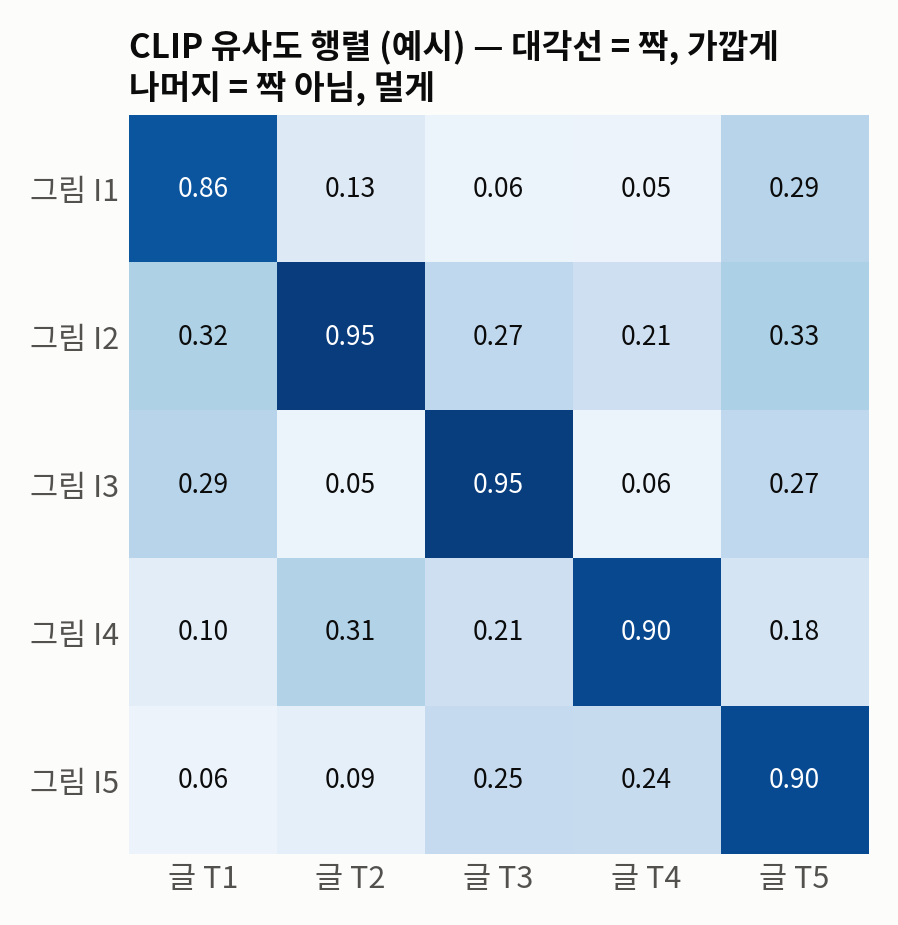 CLIP 유사도 행렬 (예시) — 대각선 = 짝, 가깝게
나머지 = 짝 아님, 멀게
그림 I1 0.86 0.13 0.06 0.05 0.29
그림 I2 0.32 0.95 0.27 0.21 0.33
그림 I3 0.29 0.05 0.95 0.06 0.27
그림 I4 0.10 0.31 0.21 0.90 0.18
그림 I5 0.06 0.09 0.25 0.24 0.90
글 T1 글 T2 글 T3 글 T4 글 T5